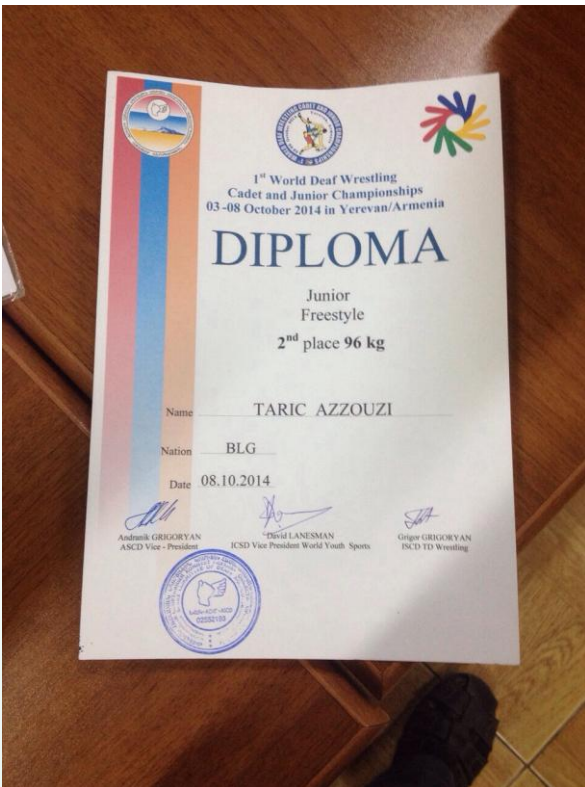 1st World Deaf Wrestling
Cadet and Junior Championships
03-08 October 2014 in Yerevan/Armenia
DIPLOMA
Junior
Freestyle
2nd place 96 kg
Name TARIC AZZOUZI
Nation BLG
Date 08.10.2014
Andranik GRIGORYAN David LANESMAN Grigor GRIGORYAN
ASCD Vice - President ICSD Vice President World Youth Sports ISCD TD Wrestling